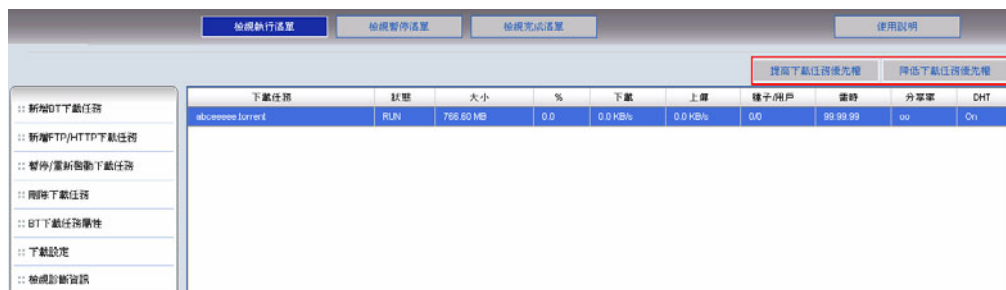 檢視執行清單 檢視暫停清單 檢視完成清單 使用說明
提高下載任務優先權 降低下載任務優先權
:: 新增BT下載任務
:: 新增FTP/HTTP下載任務
:: 暫停/重新啟動下載任務
:: 刪除下載任務
:: BT下載任務屬性
:: 下載設定
:: 檢視診斷資訊
下載任務 狀態 大小 % 下載 上傳 種子/用戶 需時 分享率 DHT
abceeeee.torrent RUN 766.60 MB 0.0 0.0 KB/s 0.0 KB/s 0/0 99.99.99 oo On